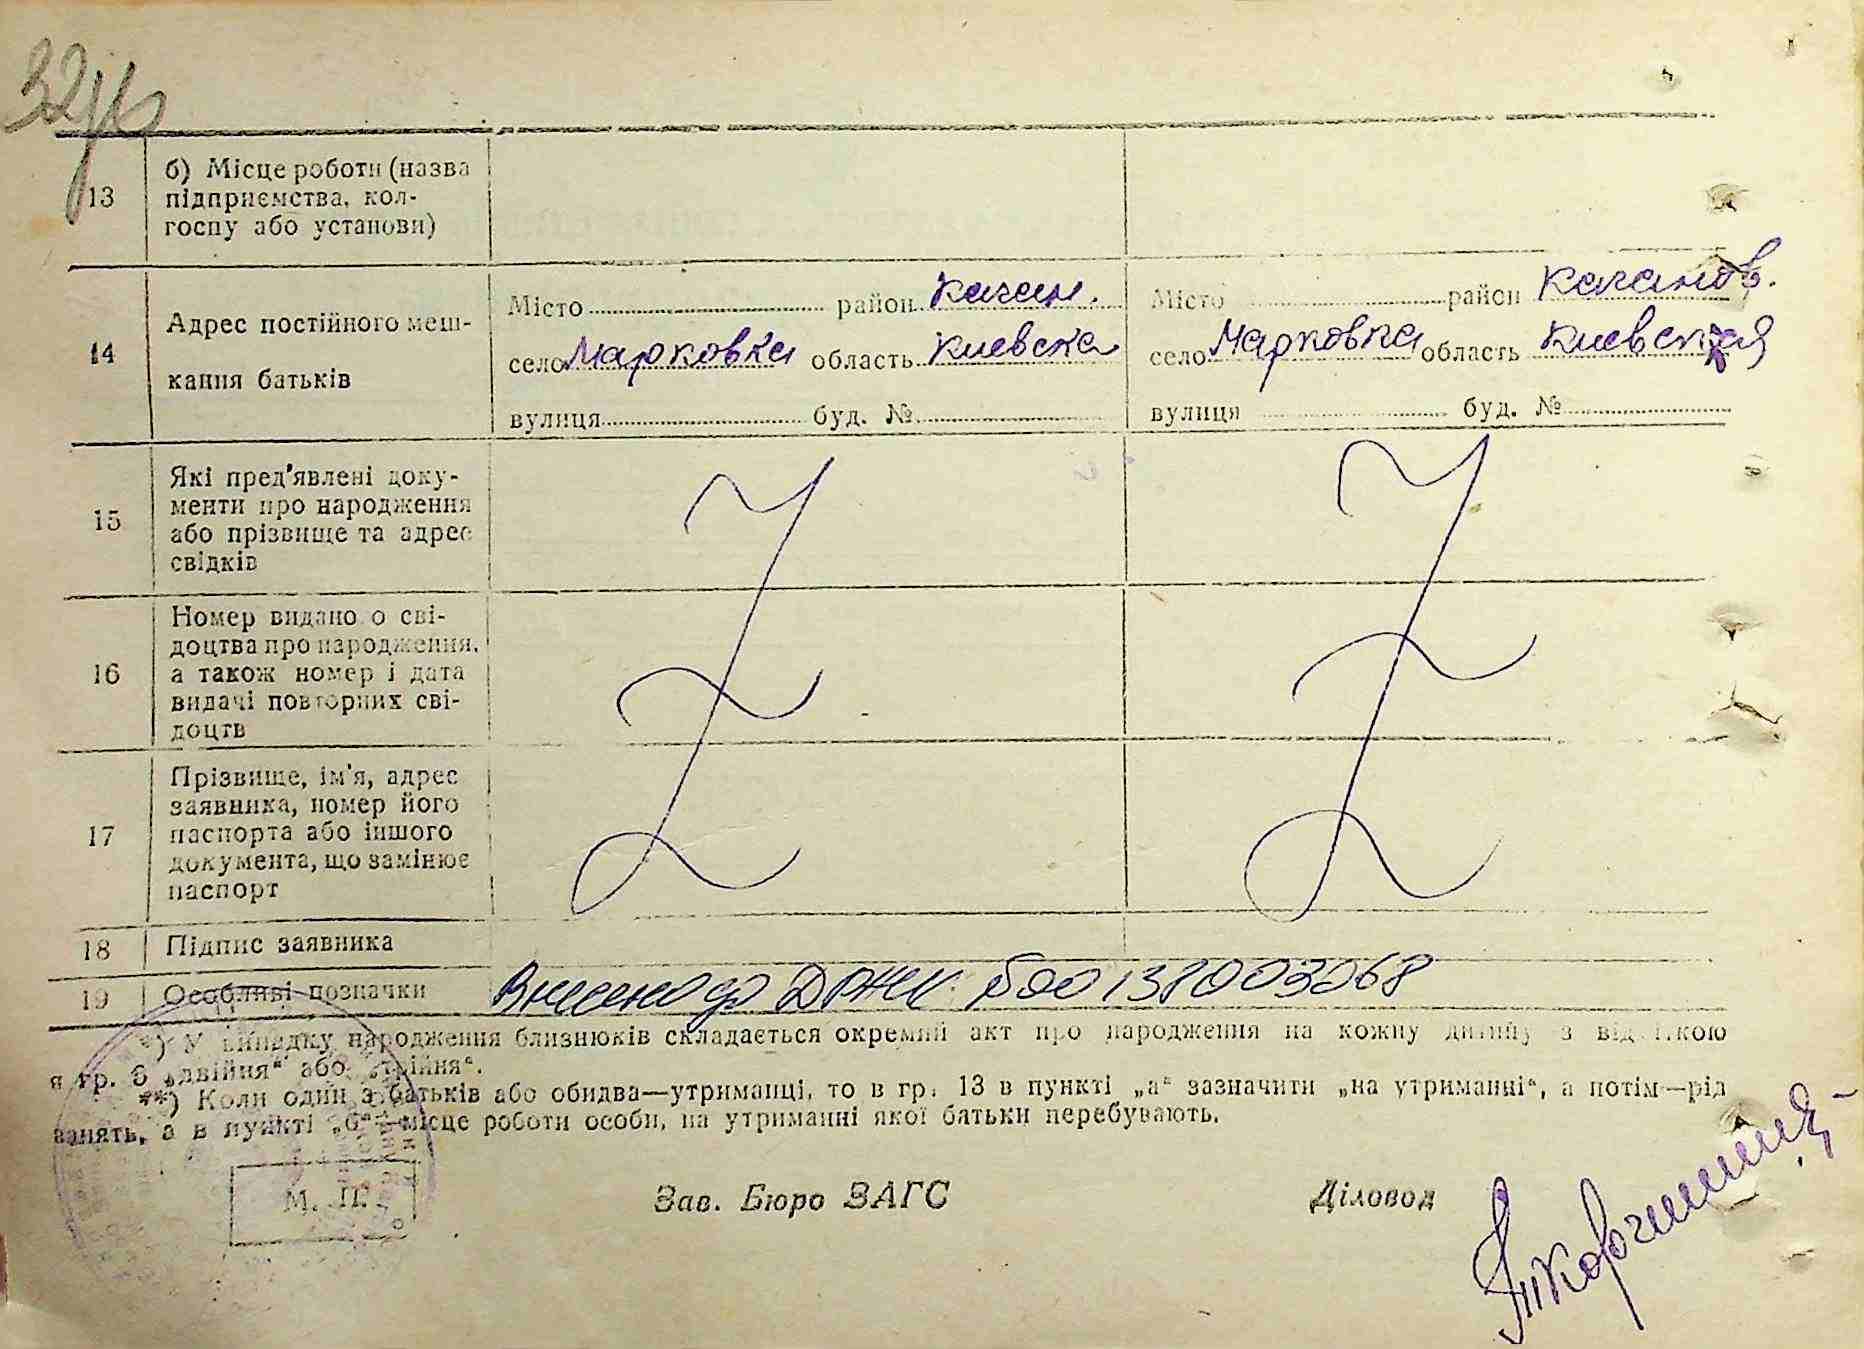 32
13
б) Місце роботи (назва
підприємства, кол-
госпу або установи)
14
Адрес постійного меш-
кання батьків
Місто район Качан.
село Марковка область Киевска
вулиця буд. №
Місто район Качанов.
село Марковка область Киевская
вулиця буд. №
15
Які пред'явлені доку-
менти про народження
або прізвище та адрес
свідків
16
Номер видано о сві-
доцтва про народження,
а також номер і дата
видачі повторних сві-
доцтв
17
Прізвище, ім'я, адрес
заявника, номер його
паспорта або іншого
документа, що замінює
паспорт
18 Підпис заявника
19 Особливі позначки Внесено до
*) У випадку народження близнюків складається окремий акт про народження на кожну дитину з відміткою
я гр. 6 „двійня“ або „трійня“.
**) Коли один з батьків або обидва—утриманці, то в гр. 13 в пункті „а“ зазначити „на утриманні“, а потім—рід
занять, а в пункті „б“—місце роботи особи, на утриманні якої батьки перебувають.
М. П.
Зав. Бюро ЗАГС
Діловод